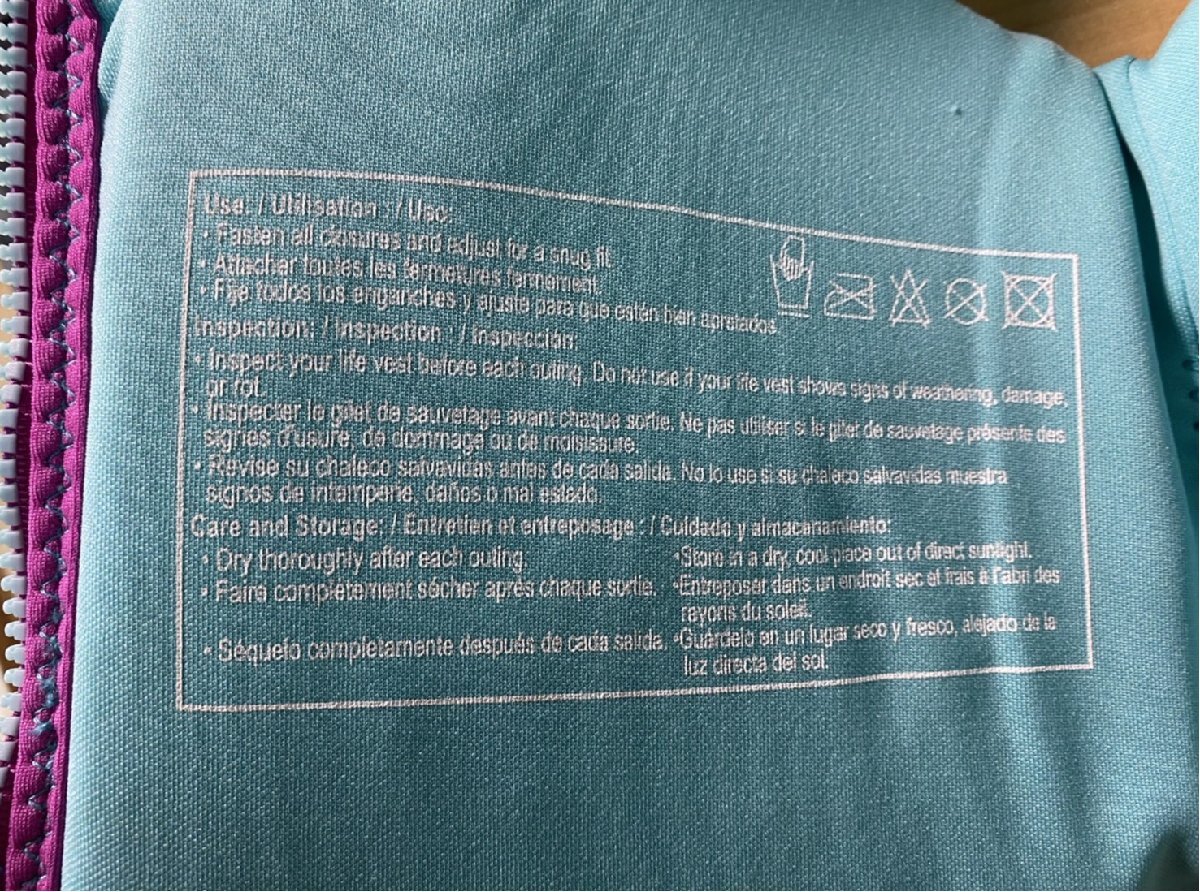 Use: / Utilisation : / Uso:
• Fasten all closures and adjust for a snug fit.
• Attacher toutes les fermetures fermement.
• Fije todos los enganches y ajuste para que estén bien apretados.
Inspection: / Inspection : / Inspección:
• Inspect your life vest before each outing. Do not use if your life vest shows signs of weathering, damage,
or rot.
• Inspecter le gilet de sauvetage avant chaque sortie. Ne pas utiliser si le gilet de sauvetage présente des
signes d'usure, de dommage ou de moisissure.
• Revise su chaleco salvavidas antes de cada salida. No lo use si su chaleco salvavidas muestra
signos de intemperie, daños o mal estado.
Care and Storage: / Entretien et entreposage : / Cuidado y almacenamiento:
• Dry thoroughly after each outing.
• Faire complètement sécher après chaque sortie.
• Séquelo completamente después de cada salida.
• Store in a dry, cool place out of direct sunlight.
• Entreposer dans un endroit sec et frais à l'abri des
rayons du soleil.
• Guárdelo en un lugar seco y fresco, alejado de la
luz directa del sol.